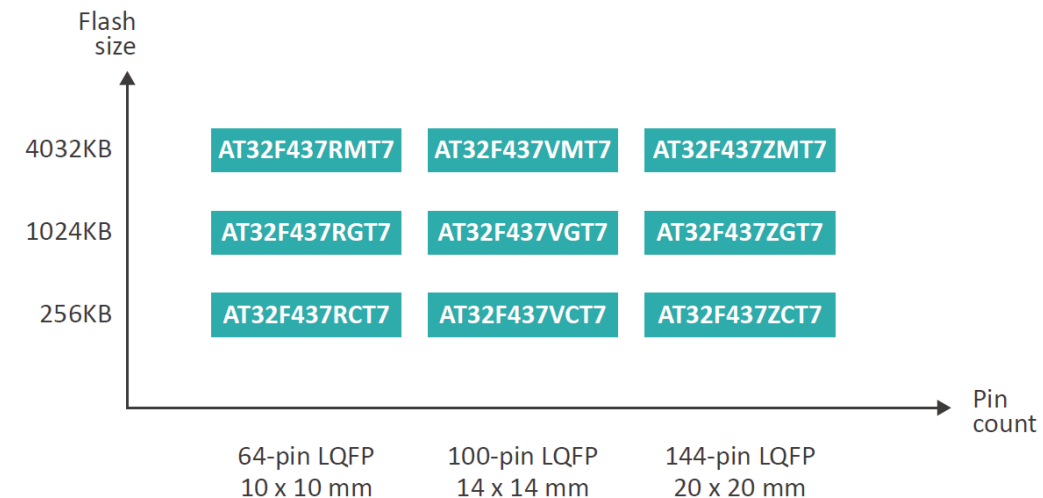 Flash
size
4032KB
AT32F437RMT7 AT32F437VMT7 AT32F437ZMT7
1024KB
AT32F437RGT7 AT32F437VGT7 AT32F437ZGT7
256KB
AT32F437RCT7 AT32F437VCT7 AT32F437ZCT7
Pin
count
64-pin LQFP
10 x 10 mm
100-pin LQFP
14 x 14 mm
144-pin LQFP
20 x 20 mm